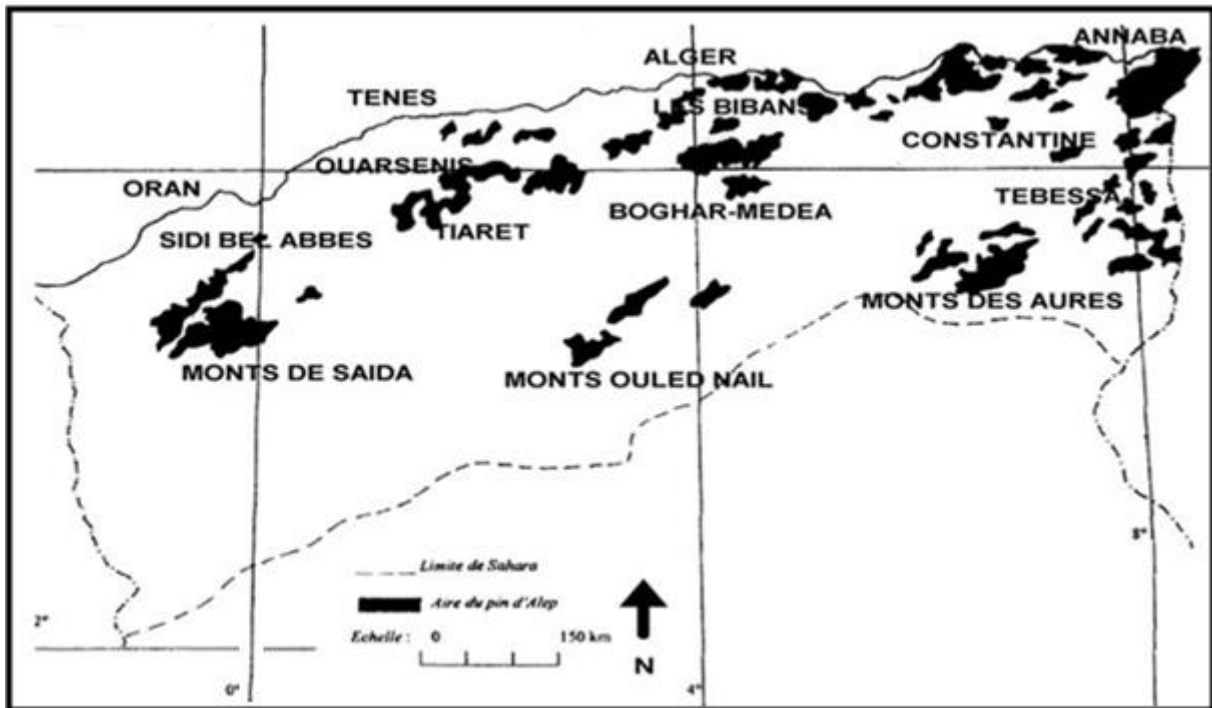 ANNABA
ALGER
TENES
LES BIBANS
CONSTANTINE
OUARSENIS
ORAN
TEBESSA
BOGHAR-MEDEA
TIARET
SIDI BEL ABBES
MONTS DES AURES
MONTS DE SAIDA
MONTS OULED NAIL
8°
Limite de Sahara
Aire du pin d'Alep
2°
Echelle : 0 150 km
N
0°
4°